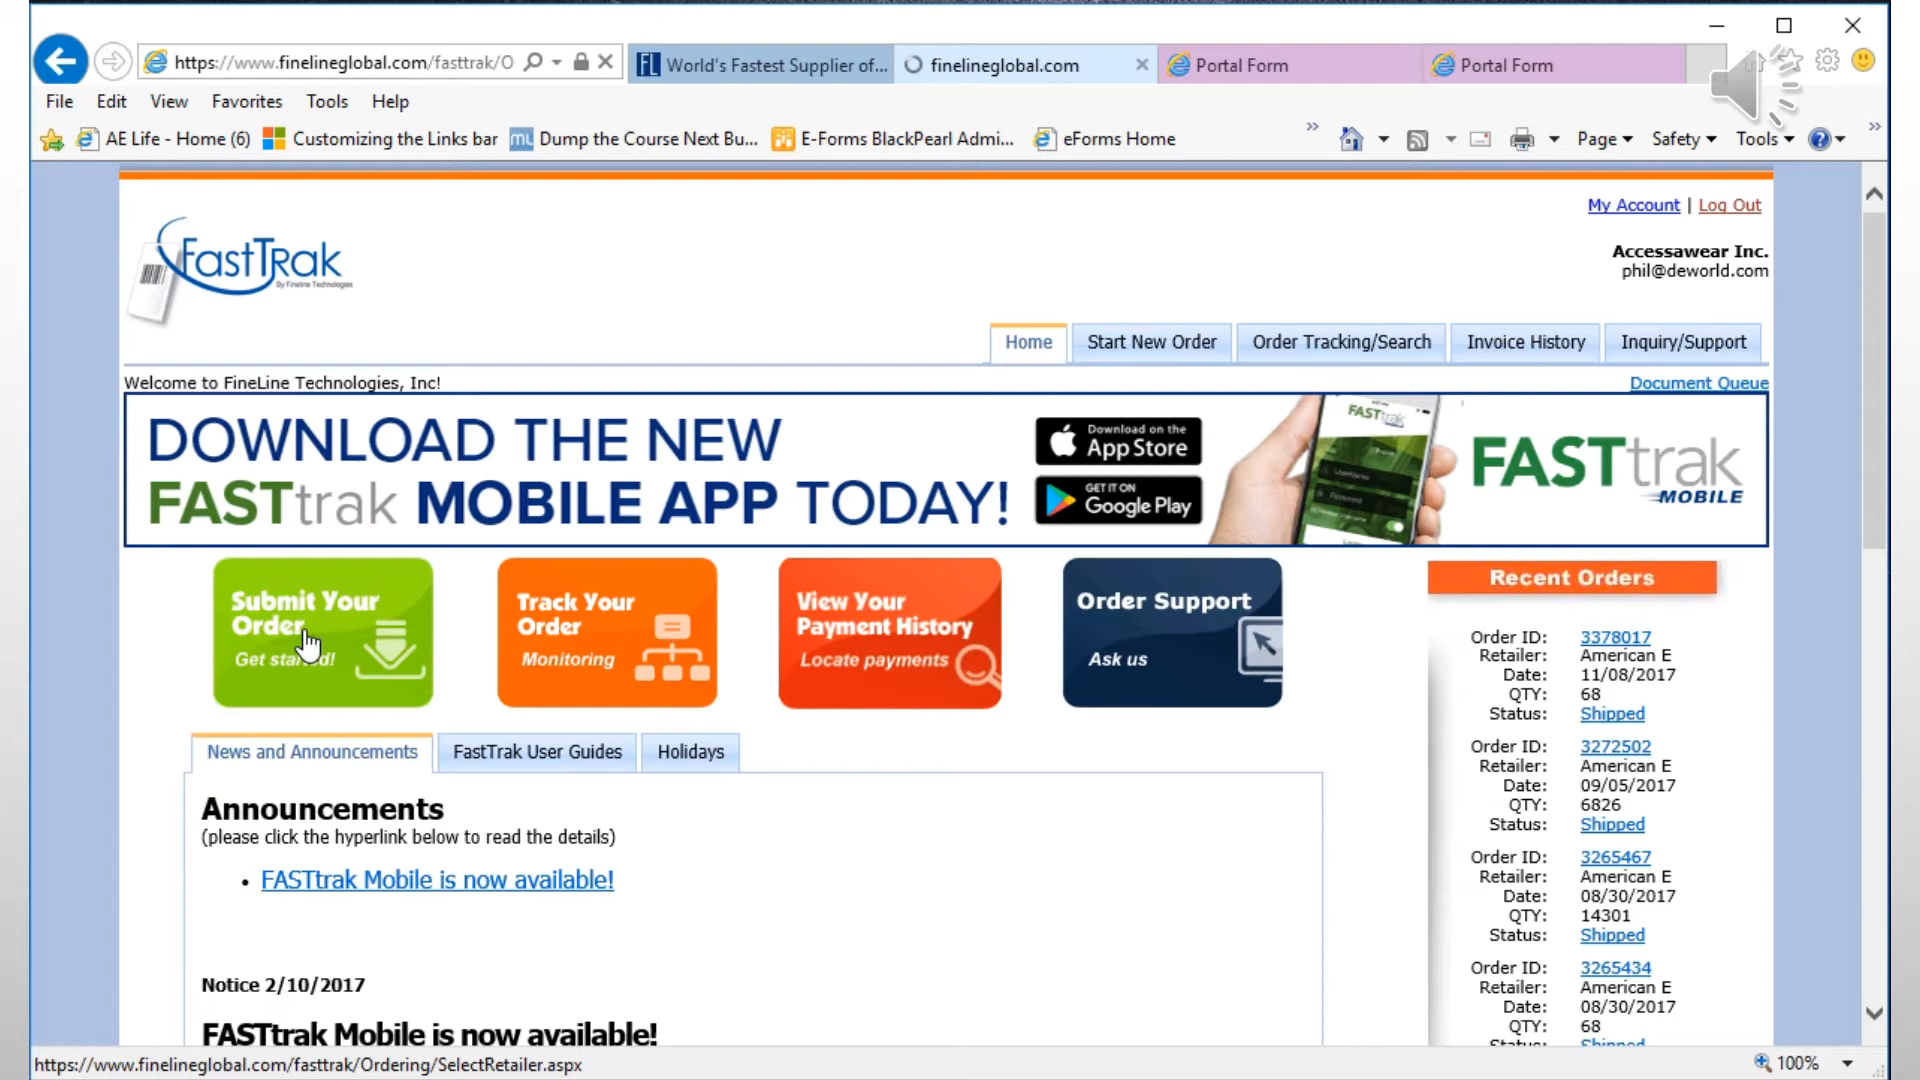 https://www.finelineglobal.com/fasttrak/O
World's Fastest Supplier of...
finelineglobal.com
Portal Form
Portal Form
File Edit View Favorites Tools Help
AE Life - Home (6)
Customizing the Links bar
Dump the Course Next Bu...
E-Forms BlackPearl Admi...
eForms Home
Page
Safety
Tools
My Account | Log Out
FastTrak
By Fineline Technologies
Accessawear Inc.
phil@deworld.com
Home
Start New Order
Order Tracking/Search
Invoice History
Inquiry/Support
Welcome to FineLine Technologies, Inc!
Document Queue
DOWNLOAD THE NEW
FASTtrak MOBILE APP TODAY!
Download on the
App Store
GET IT ON
Google Play
FASTtrak
FASTtrak
MOBILE
Submit Your
Order
Get started!
Track Your
Order
Monitoring
View Your
Payment History
Locate payments
Order Support
Ask us
Recent Orders
Order ID: 3378017
Retailer: American E
Date: 11/08/2017
QTY: 68
Status: Shipped
Order ID: 3272502
Retailer: American E
Date: 09/05/2017
QTY: 6826
Status: Shipped
Order ID: 3265467
Retailer: American E
Date: 08/30/2017
QTY: 14301
Status: Shipped
Order ID: 3265434
Retailer: American E
Date: 08/30/2017
QTY: 68
Status: Shipped
News and Announcements
FastTrak User Guides
Holidays
Announcements
(please click the hyperlink below to read the details)
• FASTtrak Mobile is now available!
Notice 2/10/2017
FASTtrak Mobile is now available!
https://www.finelineglobal.com/fasttrak/Ordering/SelectRetailer.aspx
100%